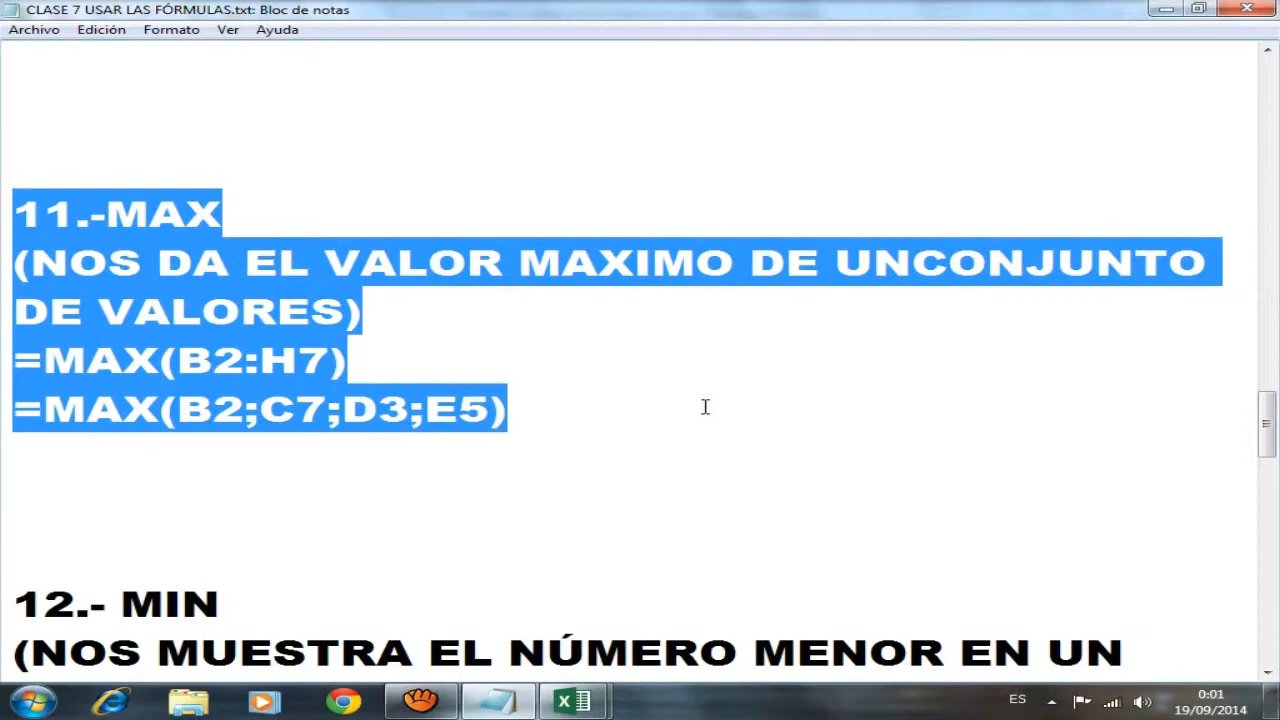 CLASE 7 USAR LAS FÓRMULAS.txt: Bloc de notas
Archivo Edición Formato Ver Ayuda
11.-MAX
(NOS DA EL VALOR MAXIMO DE UNCONJUNTO
DE VALORES)
=MAX(B2:H7)
=MAX(B2;C7;D3;E5)
12.- MIN
(NOS MUESTRA EL NÚMERO MENOR EN UN
ES
0:01
19/09/2014